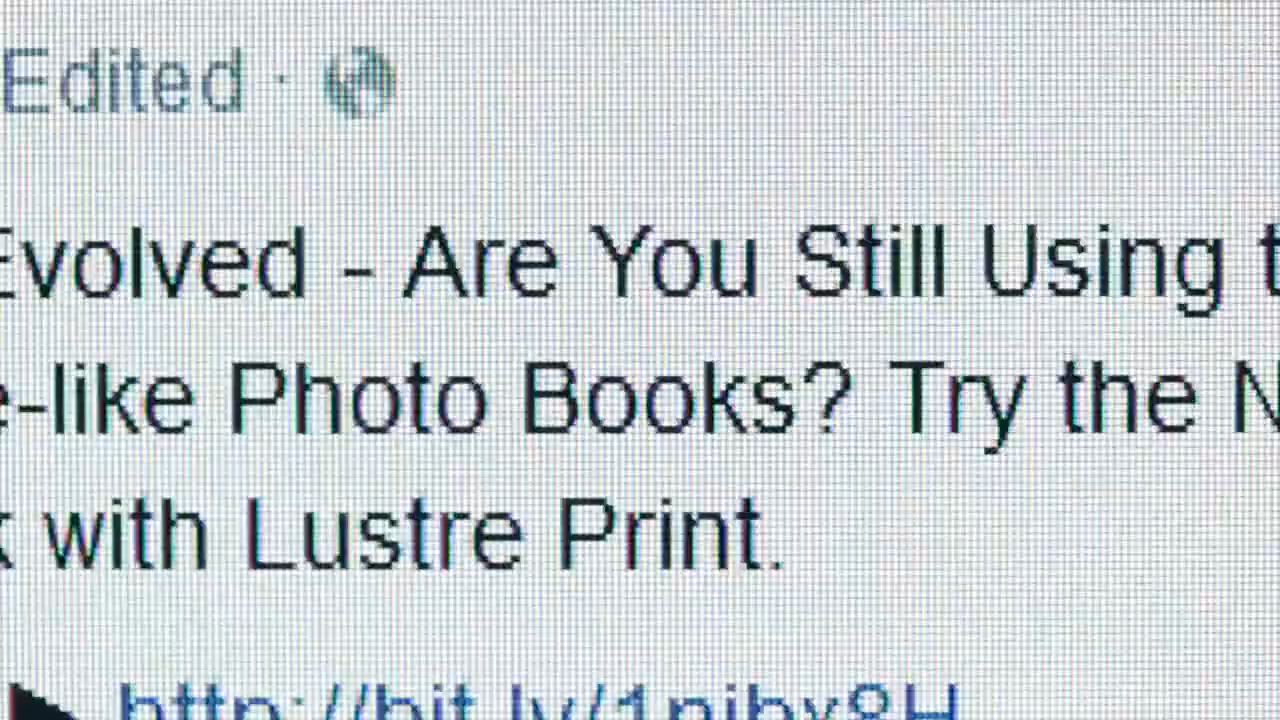 Edited ·
Evolved - Are You Still Using t
e-like Photo Books? Try the N
k with Lustre Print.